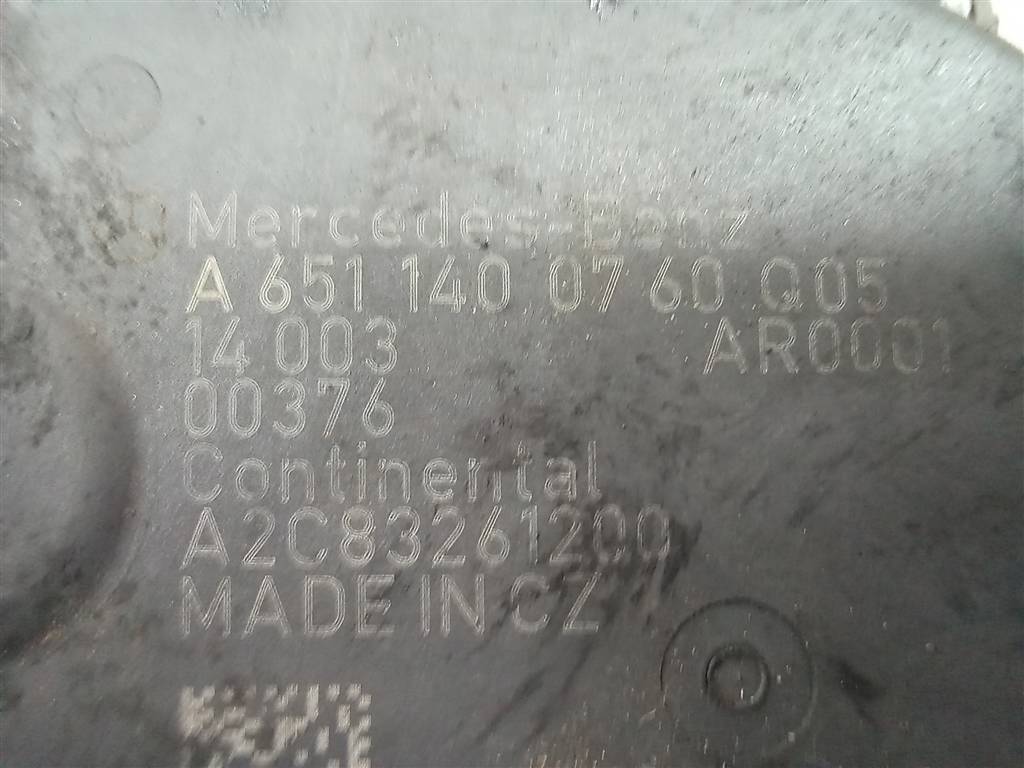 Mercedes-Benz
A 651 140 07 60 Q05
14 003 AR0001
00376
Continental
A2C83261200
MADE IN CZ